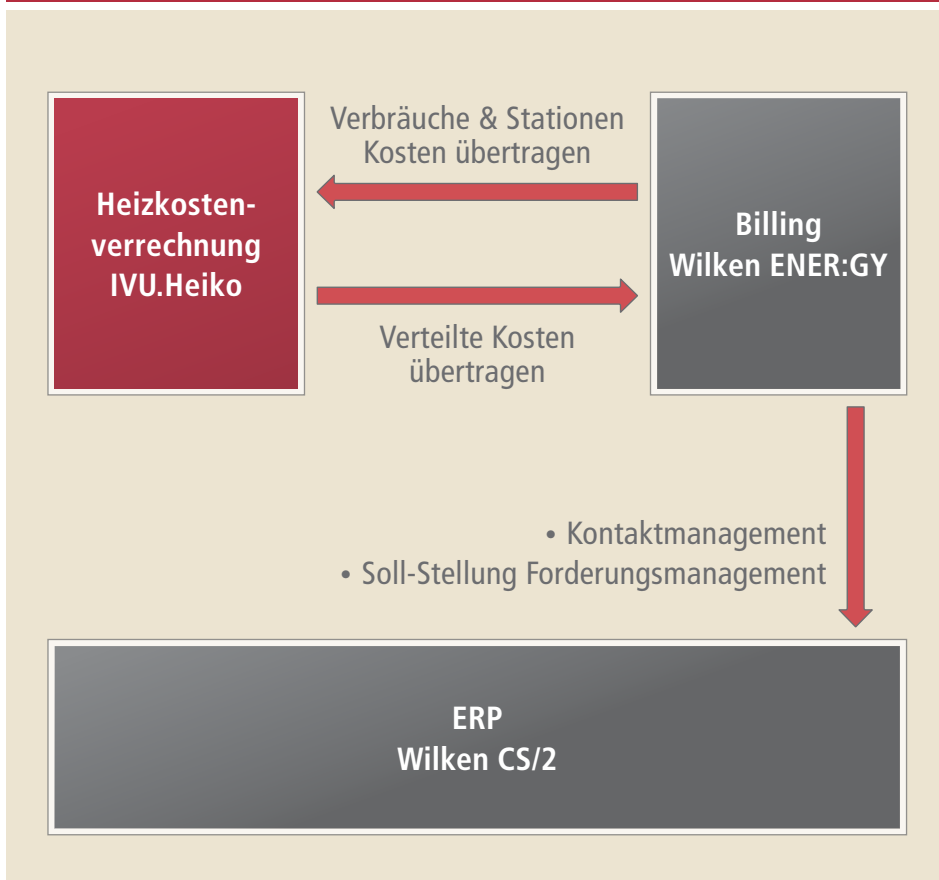 Verbräuche & Stationen
Kosten übertragen
Heizkosten-
verrechnung
IVU.Heiko
Billing
Wilken ENER:GY
Verteilte Kosten
übertragen
• Kontaktmanagement
• Soll-Stellung Forderungsmanagement
ERP
Wilken CS/2